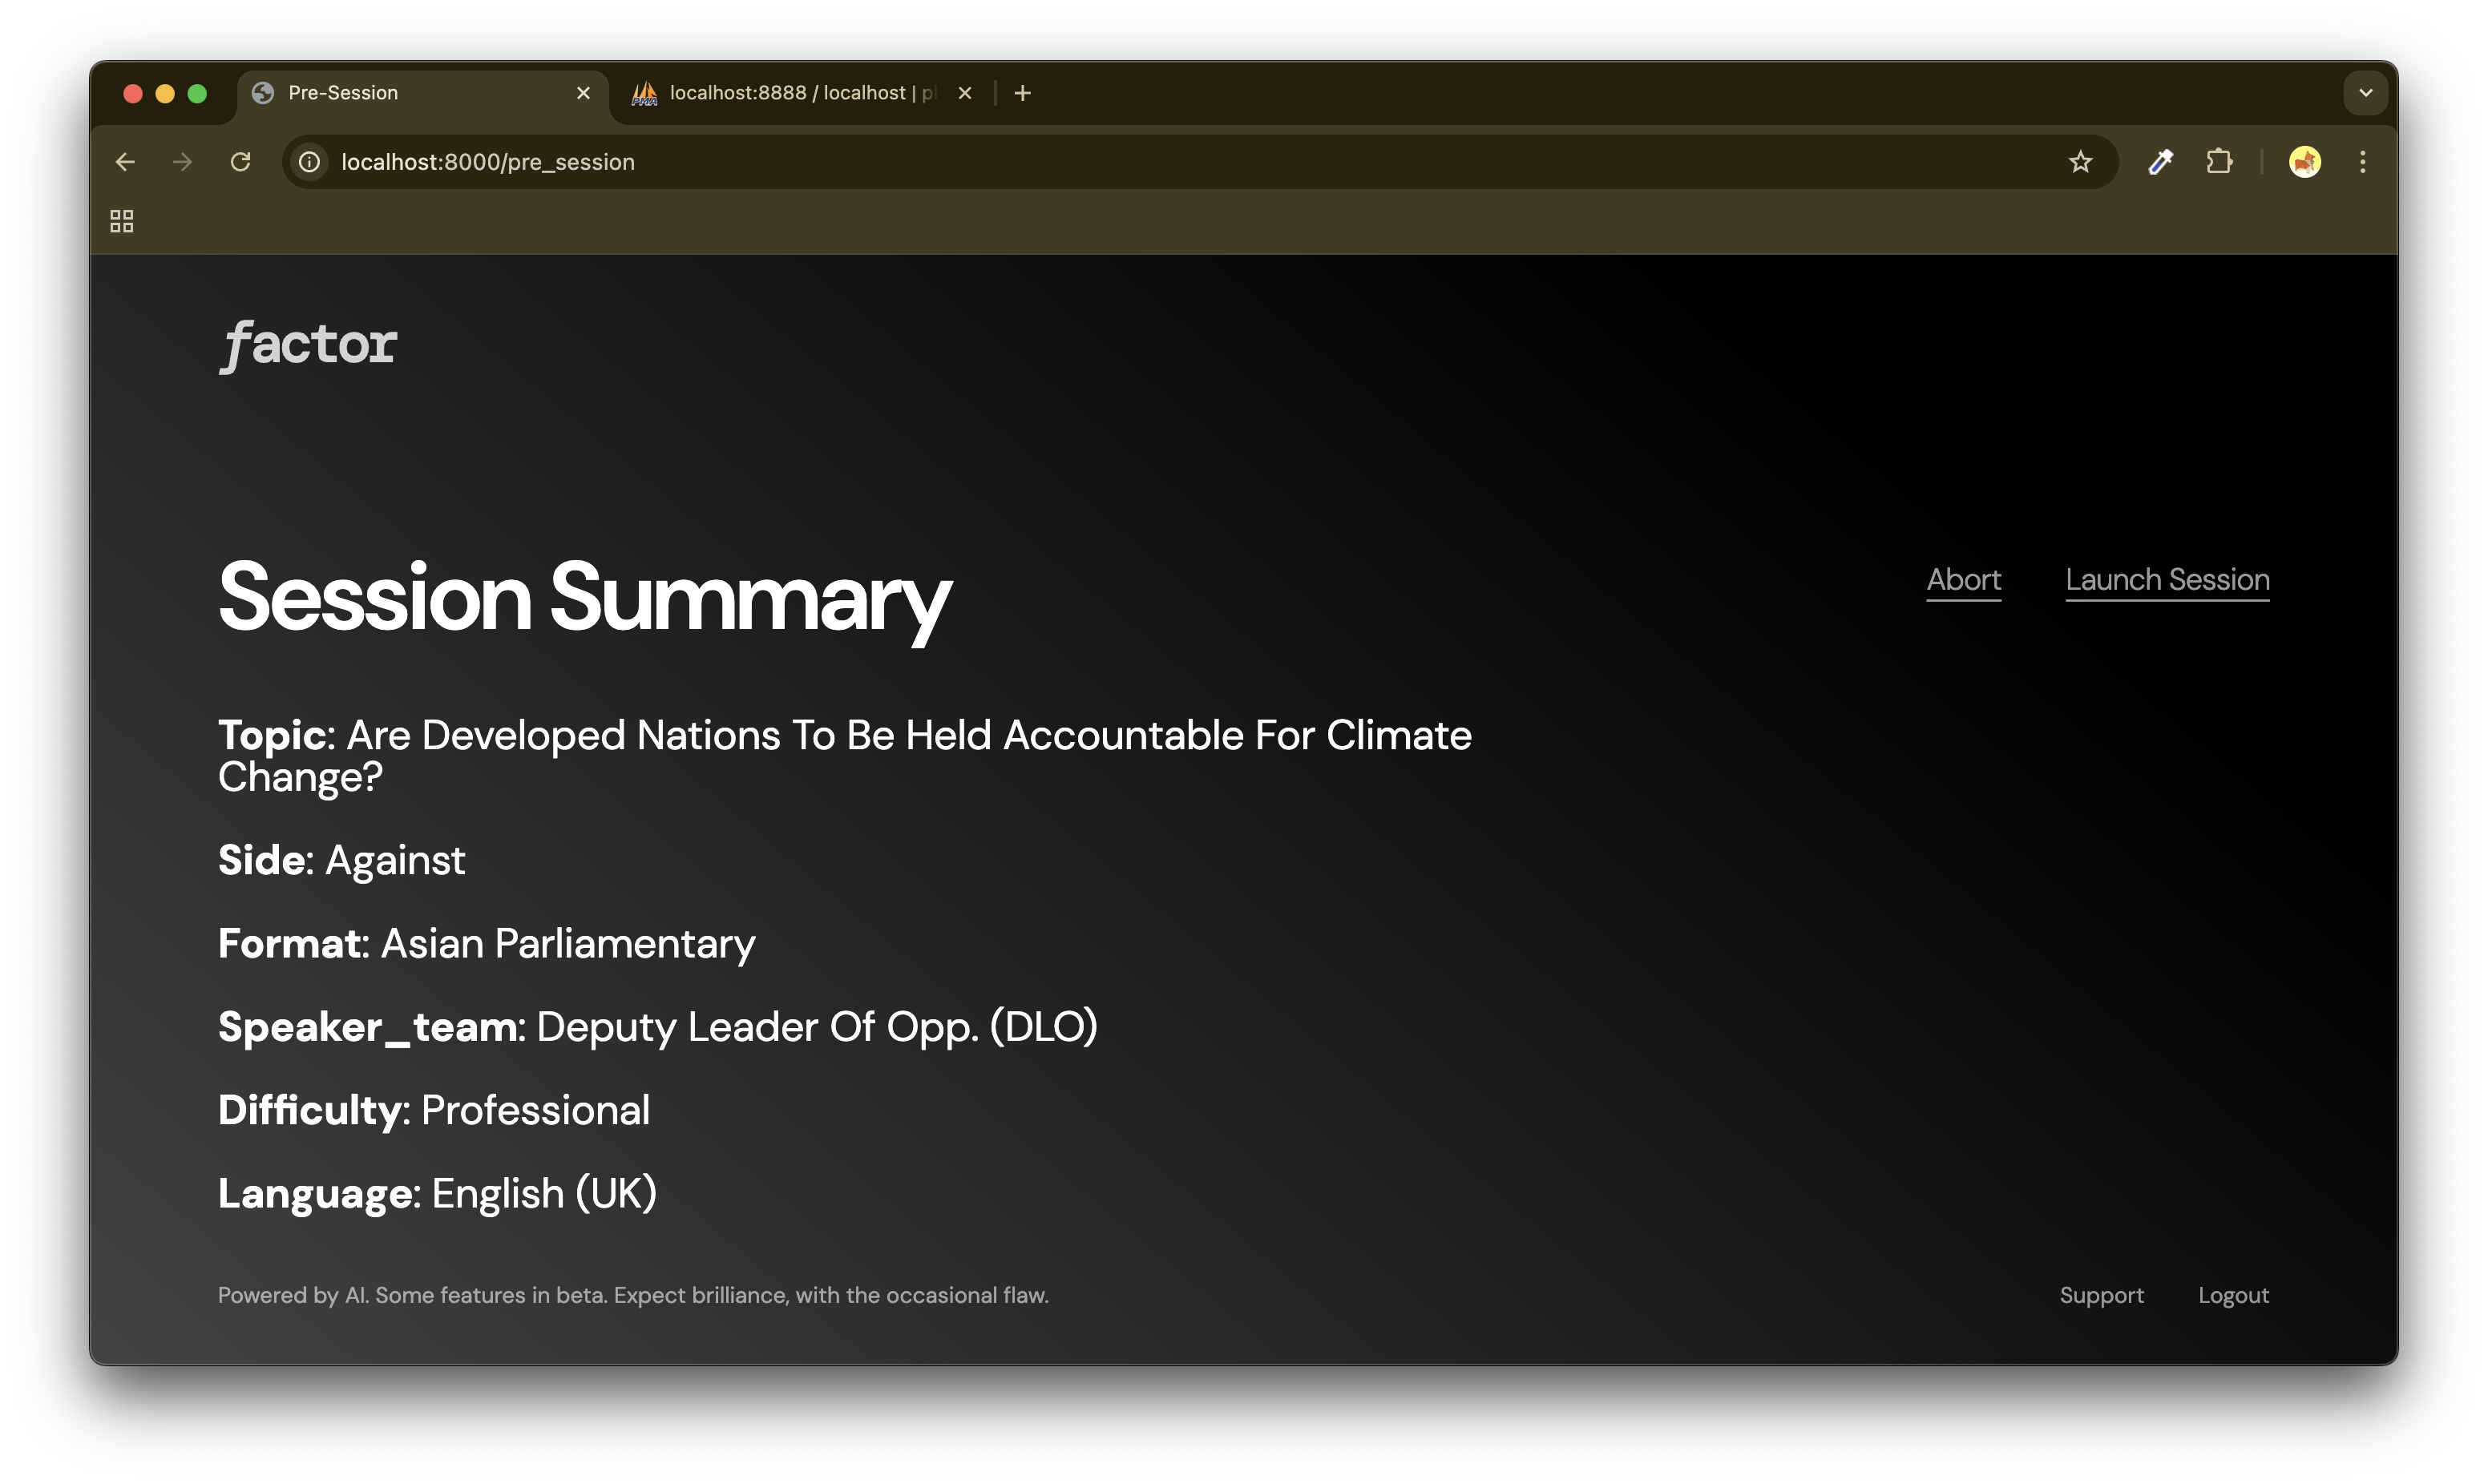 Pre-Session
localhost:8888 / localhost |
localhost:8000/pre_session
factor
Session Summary
Abort
Launch Session
Topic: Are Developed Nations To Be Held Accountable For Climate
Change?
Side: Against
Format: Asian Parliamentary
Speaker_team: Deputy Leader Of Opp. (DLO)
Difficulty: Professional
Language: English (UK)
Powered by AI. Some features in beta. Expect brilliance, with the occasional flaw.
Support
Logout